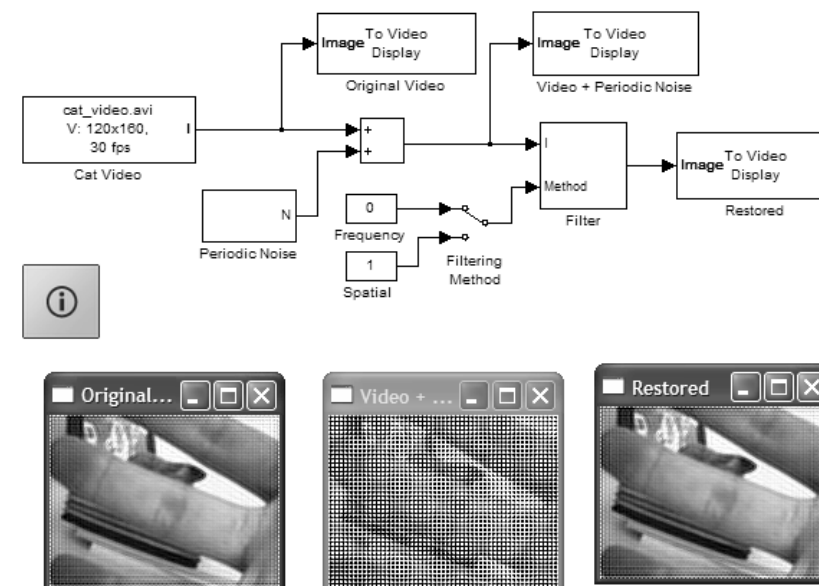 Image To Video
Display
Original Video
Image To Video
Display
Video + Periodic Noise
cat_video.avi
V: 120x160,
30 fps
I
Cat Video
+
+
N
Periodic Noise
0
Frequency
1
Spatial
Filtering
Method
I
Method
Filter
Image To Video
Display
Restored
Original...
Video + ...
Restored